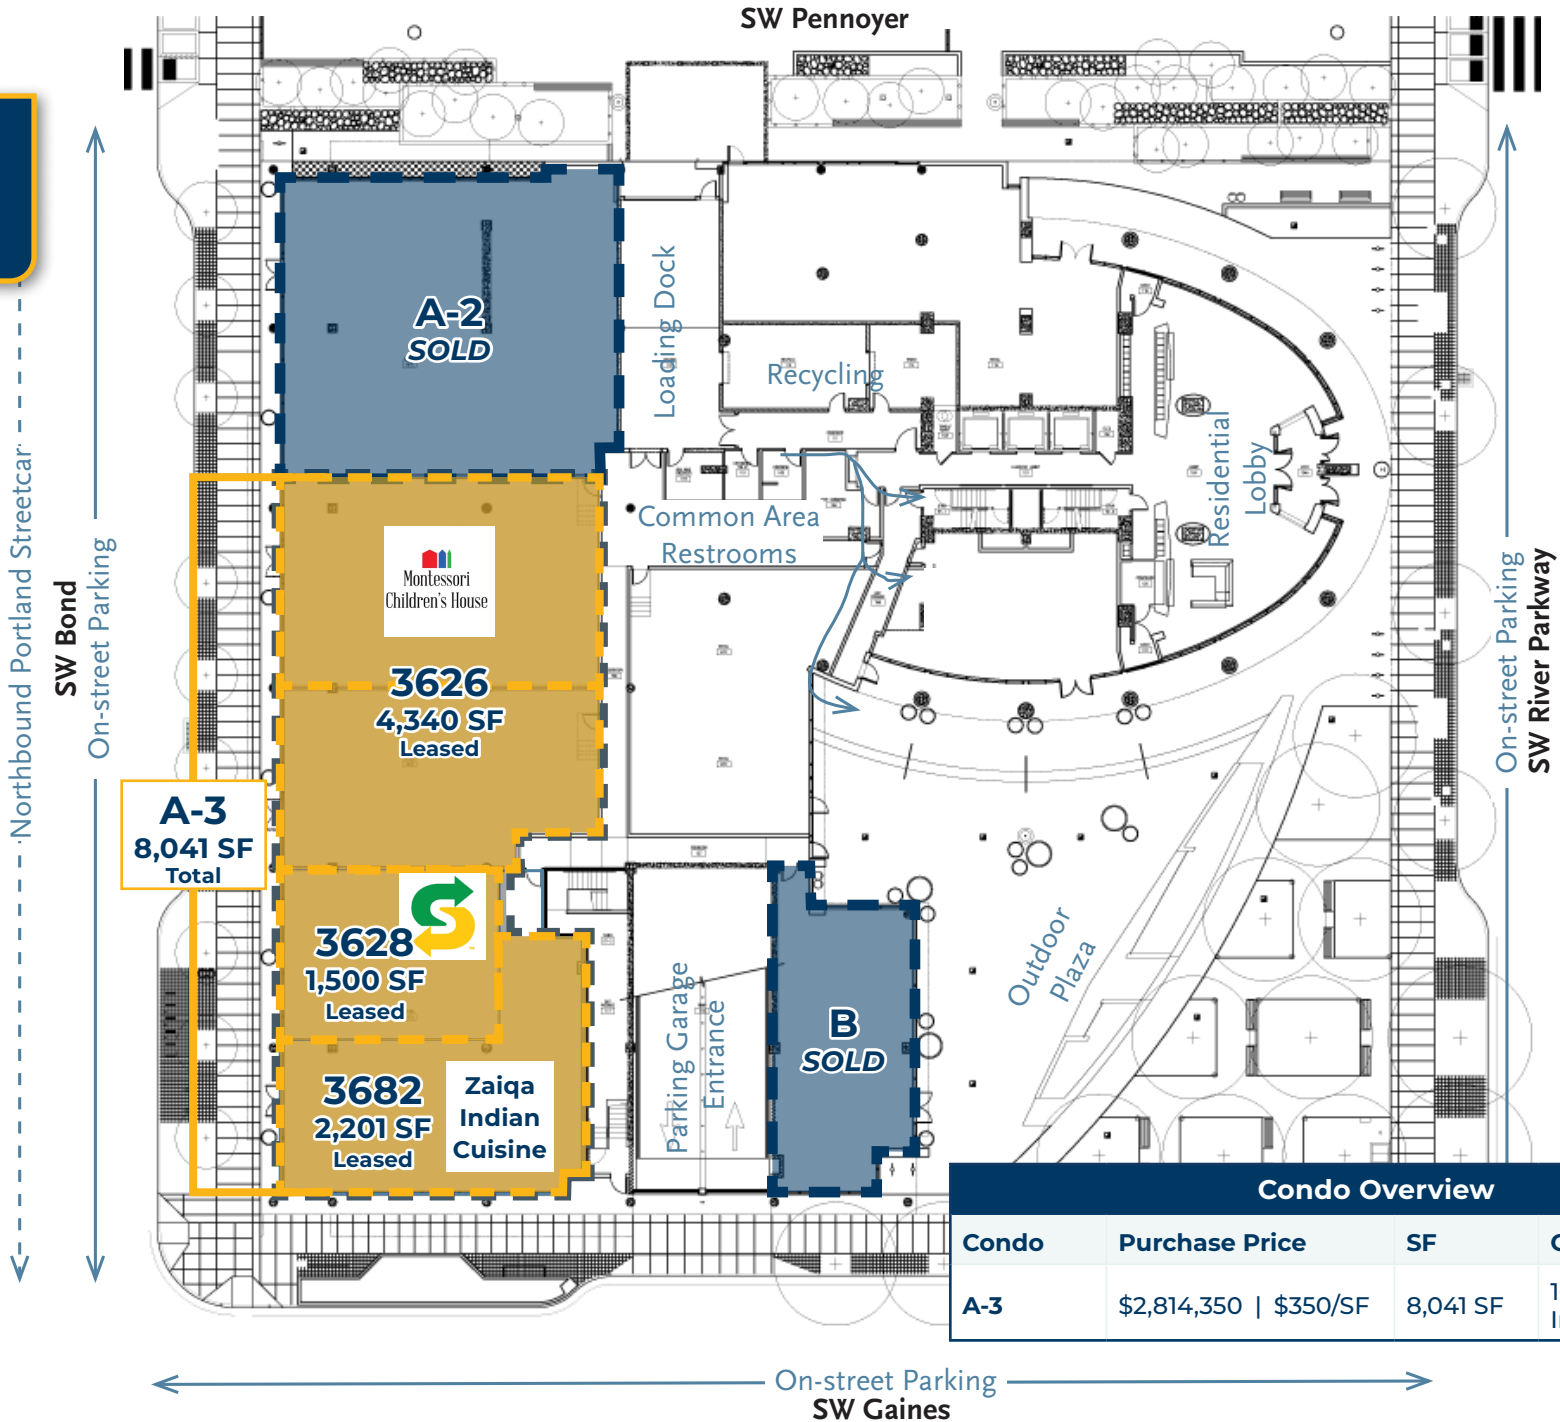 SW Pennoyer
Northbound Portland Streetcar
SW Bond
On-street Parking
A-2
SOLD
Loading Dock
Recycling
Common Area
Restrooms
Residential
Lobby
On-street Parking
SW River Parkway
Montessori
Children's House
3626
4,340 SF
Leased
A-3
8,041 SF
Total
3628
1,500 SF
Leased
3682
2,201 SF
Leased
Zaiqa
Indian
Cuisine
Parking Garage
Entrance
B
SOLD
Outdoor
Plaza
Condo Overview
Condo Purchase Price SF
A-3 $2,814,350 | $350/SF 8,041 SF
On-street Parking
SW Gaines